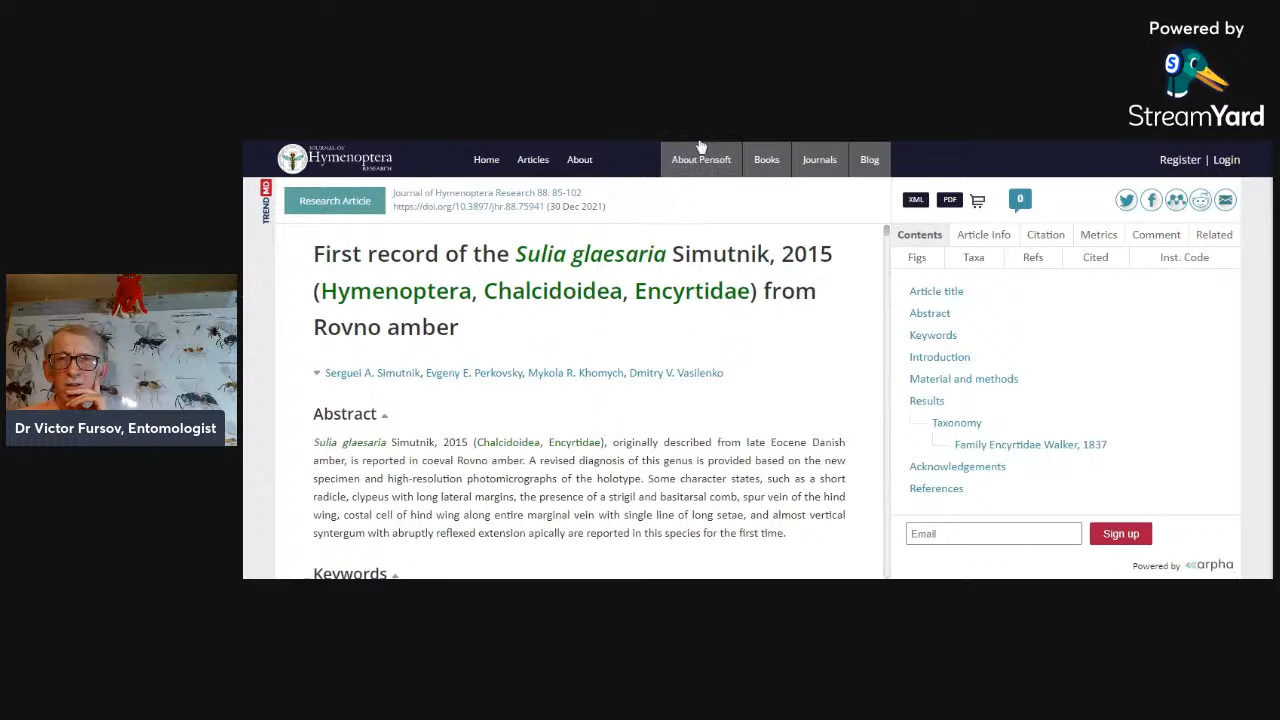 Powered by
StreamYard
JOURNAL OF
Hymenoptera
RESEARCH
Home Articles About About Pensoft Books Journals Blog Register | Login
TREND MD
Research Article
Journal of Hymenoptera Research 88: 85-102
https://doi.org/10.3897/jhr.88.75941 (30 Dec 2021)
XML PDF 0
First record of the Sulia glaesaria Simutnik, 2015
(Hymenoptera, Chalcidoidea, Encyrtidae) from
Rovno amber
Serguei A. Simutnik, Evgeny E. Perkovsky, Mykola R. Khomych, Dmitry V. Vasilenko
Abstract
Sulia glaesaria Simutnik, 2015 (Chalcidoidea, Encyrtidae), originally described from late Eocene Danish
amber, is reported in coeval Rovno amber. A revised diagnosis of this genus is provided based on the new
specimen and high-resolution photomicrographs of the holotype. Some character states, such as a short
radicle, clypeus with long lateral margins, the presence of a strigil and basitarsal comb, spur vein of the hind
wing, costal cell of hind wing along entire marginal vein with single line of long setae, and almost vertical
syntergum with abruptly reflexed extension apically are reported in this species for the first time.
Keywords
Contents Article Info Citation Metrics Comment Related
Figs Taxa Refs Cited Inst. Code
Article title
Abstract
Keywords
Introduction
Material and methods
Results
Taxonomy
Family Encyrtidae Walker, 1837
Acknowledgements
References
Email Sign up
Powered by arpha
Dr Victor Fursov, Entomologist